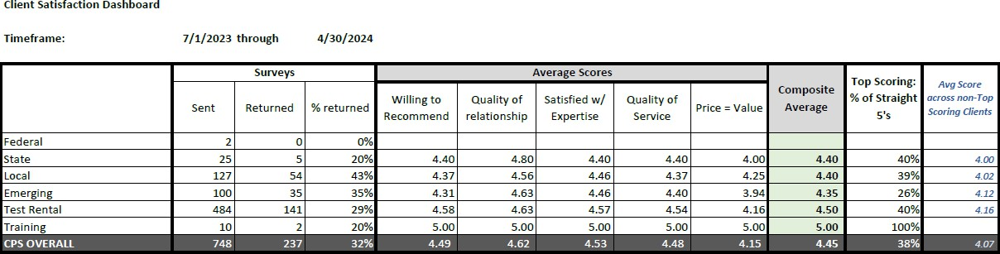 Client Satisfaction Dashboard
Timeframe: 7/1/2023 through 4/30/2024
Surveys Average Scores Composite Average Top Scoring: % of Straight 5's Avg Score across non-Top Scoring Clients
Sent Returned % returned Willing to Recommend Quality of relationship Satisfied w/ Expertise Quality of Service Price = Value
Federal 2 0 0%
State 25 5 20% 4.40 4.80 4.40 4.40 4.00 4.40 40% 4.00
Local 127 54 43% 4.37 4.56 4.46 4.37 4.25 4.40 39% 4.02
Emerging 100 35 35% 4.31 4.63 4.46 4.40 3.94 4.35 26% 4.12
Test Rental 484 141 29% 4.58 4.63 4.57 4.54 4.16 4.50 40% 4.16
Training 10 2 20% 5.00 5.00 5.00 5.00 5.00 5.00 100%
CPS OVERALL 748 237 32% 4.49 4.62 4.53 4.48 4.15 4.45 38% 4.07